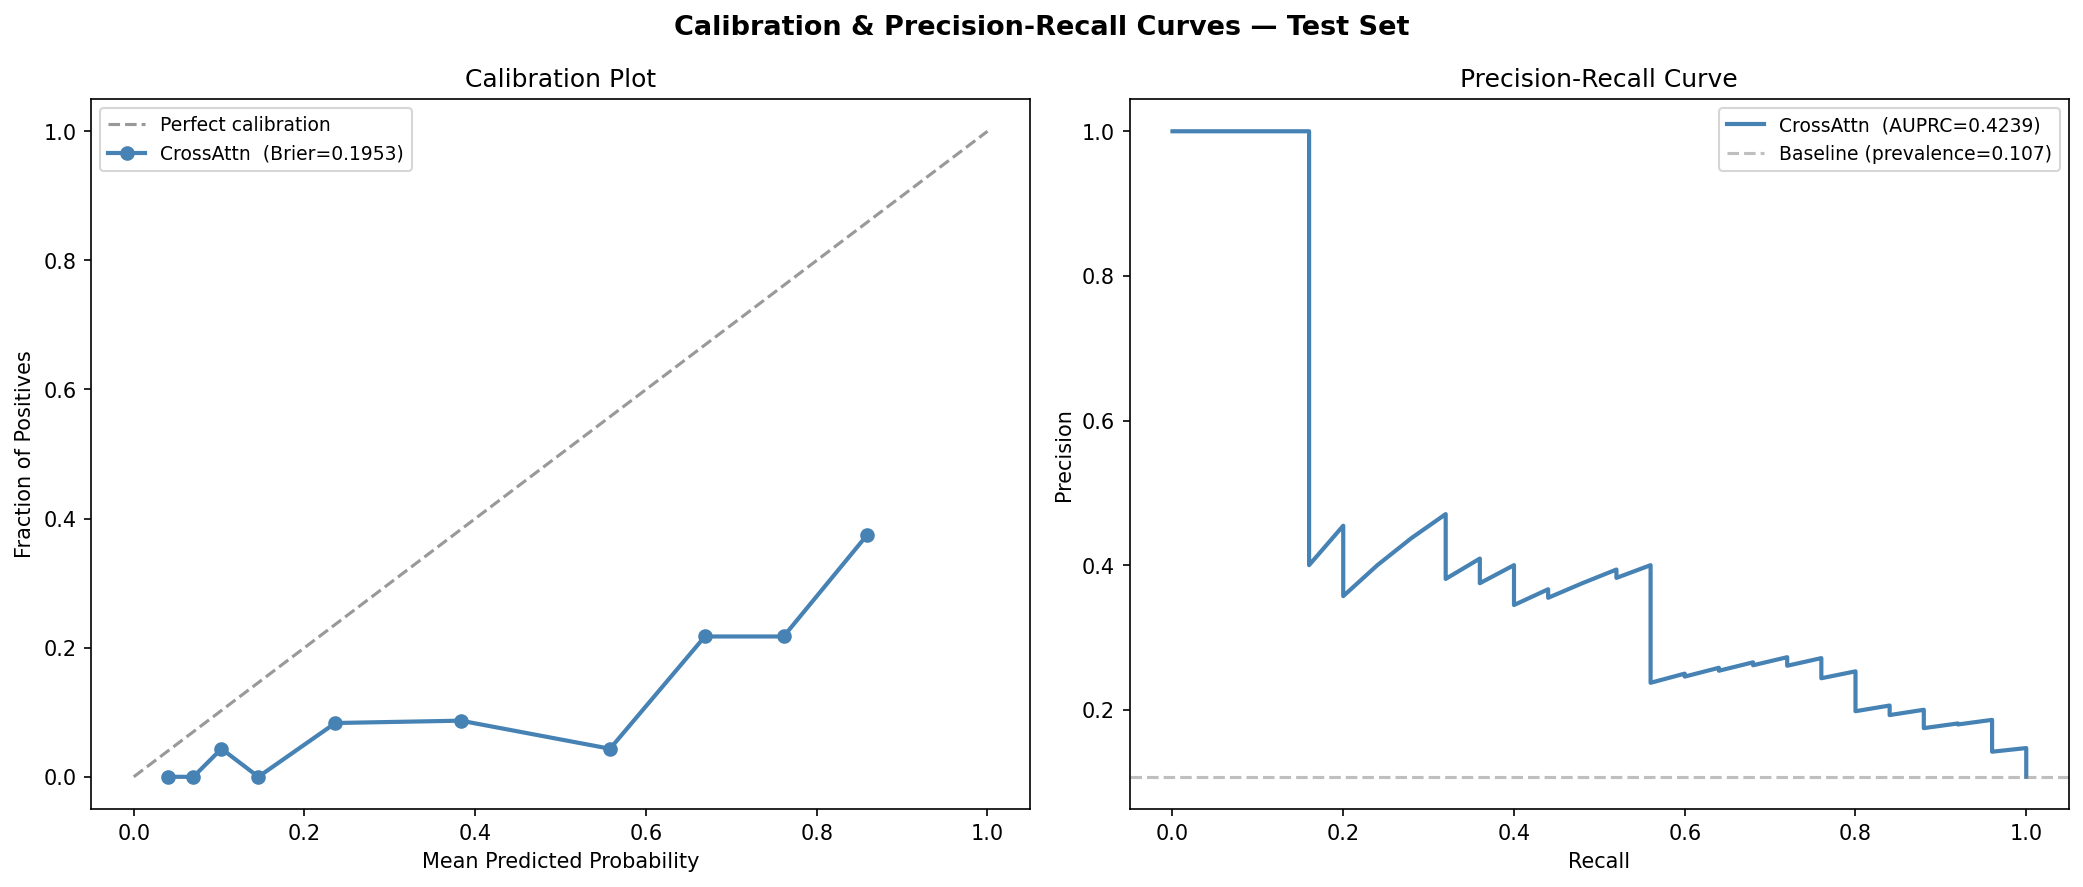 Calibration & Precision-Recall Curves — Test Set
Calibration Plot
Perfect calibration
CrossAttn (Brier=0.1953)
1.0
0.8
0.6
0.4
0.2
0.0
Fraction of Positives
0.0 0.2 0.4 0.6 0.8 1.0
Mean Predicted Probability
Precision-Recall Curve
CrossAttn (AUPRC=0.4239)
Baseline (prevalence=0.107)
1.0
0.8
0.6
0.4
0.2
Precision
0.0 0.2 0.4 0.6 0.8 1.0
Recall